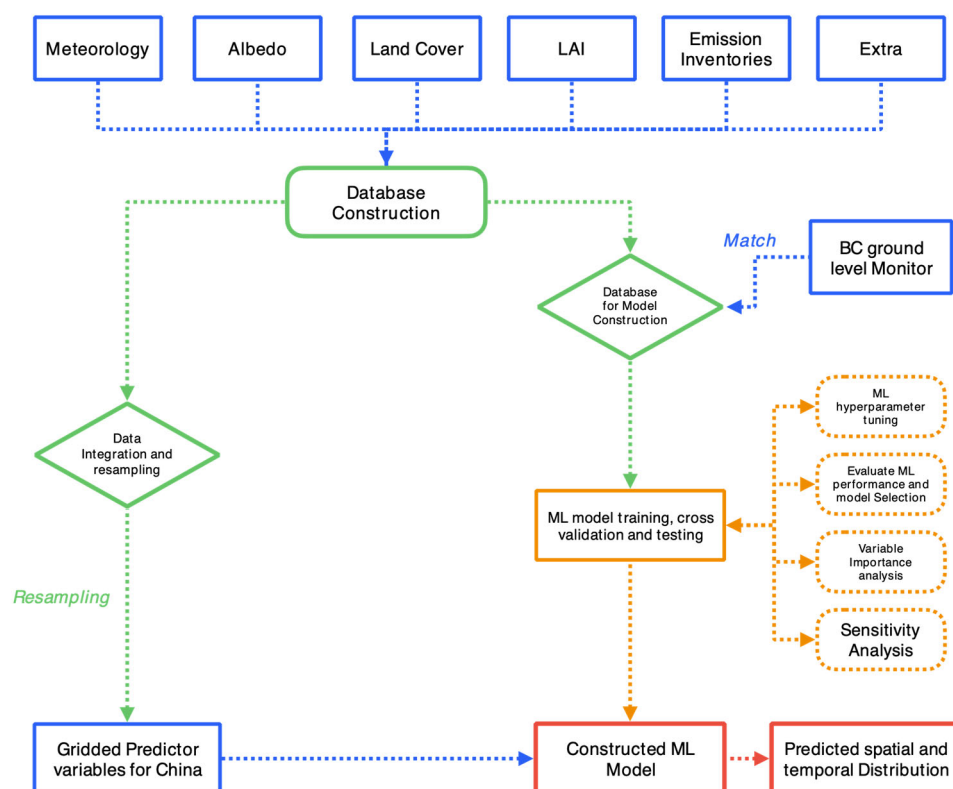 Meteorology
Albedo
Land Cover
LAI
Emission
Inventories
Extra
Database
Construction
Match
BC ground
level Monitor
Database
for Model
Construction
ML
hyperparameter
tuning
Data
Integration and
resampling
Evaluate ML
performance and
model Selection
ML model training, cross
validation and testing
Variable
Importance
analysis
Resampling
Sensitivity
Analysis
Gridded Predictor
variables for China
Constructed ML
Model
Predicted spatial and
temporal Distribution